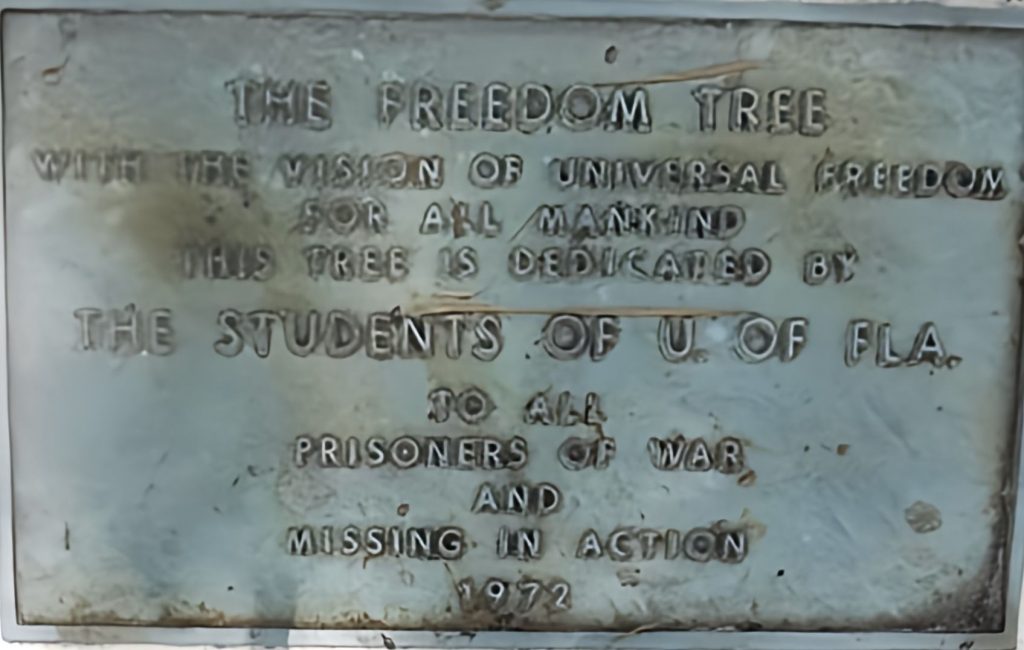 THE FREEDOM TREE
WITH THE VISION OF UNIVERSAL FREEDOM
FOR ALL MANKIND
THIS TREE IS DEDICATED BY
THE STUDENTS OF U. OF FLA.
TO ALL
PRISONERS OF WAR
AND
MISSING IN ACTION
1972